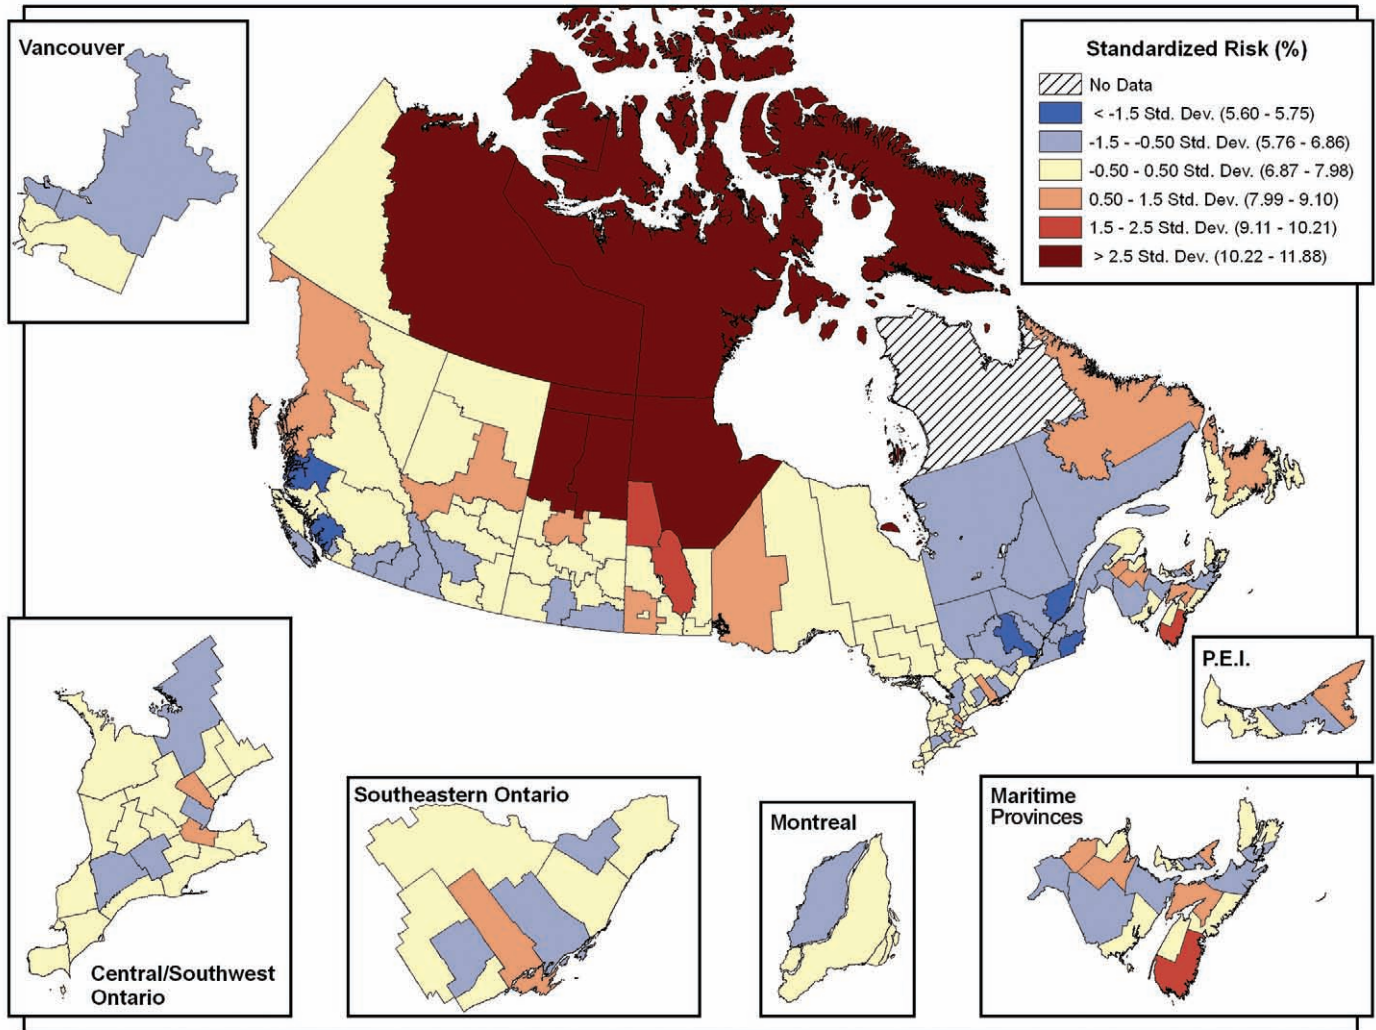 Vancouver
Standardized Risk (%)
No Data
< -1.5 Std. Dev. (5.60 - 5.75)
-1.5 - -0.50 Std. Dev. (5.76 - 6.86)
-0.50 - 0.50 Std. Dev. (6.87 - 7.98)
0.50 - 1.5 Std. Dev. (7.99 - 9.10)
1.5 - 2.5 Std. Dev. (9.11 - 10.21)
> 2.5 Std. Dev. (10.22 - 11.88)
P.E.I.
Central/Southwest
Ontario
Southeastern Ontario
Montreal
Maritime
Provinces